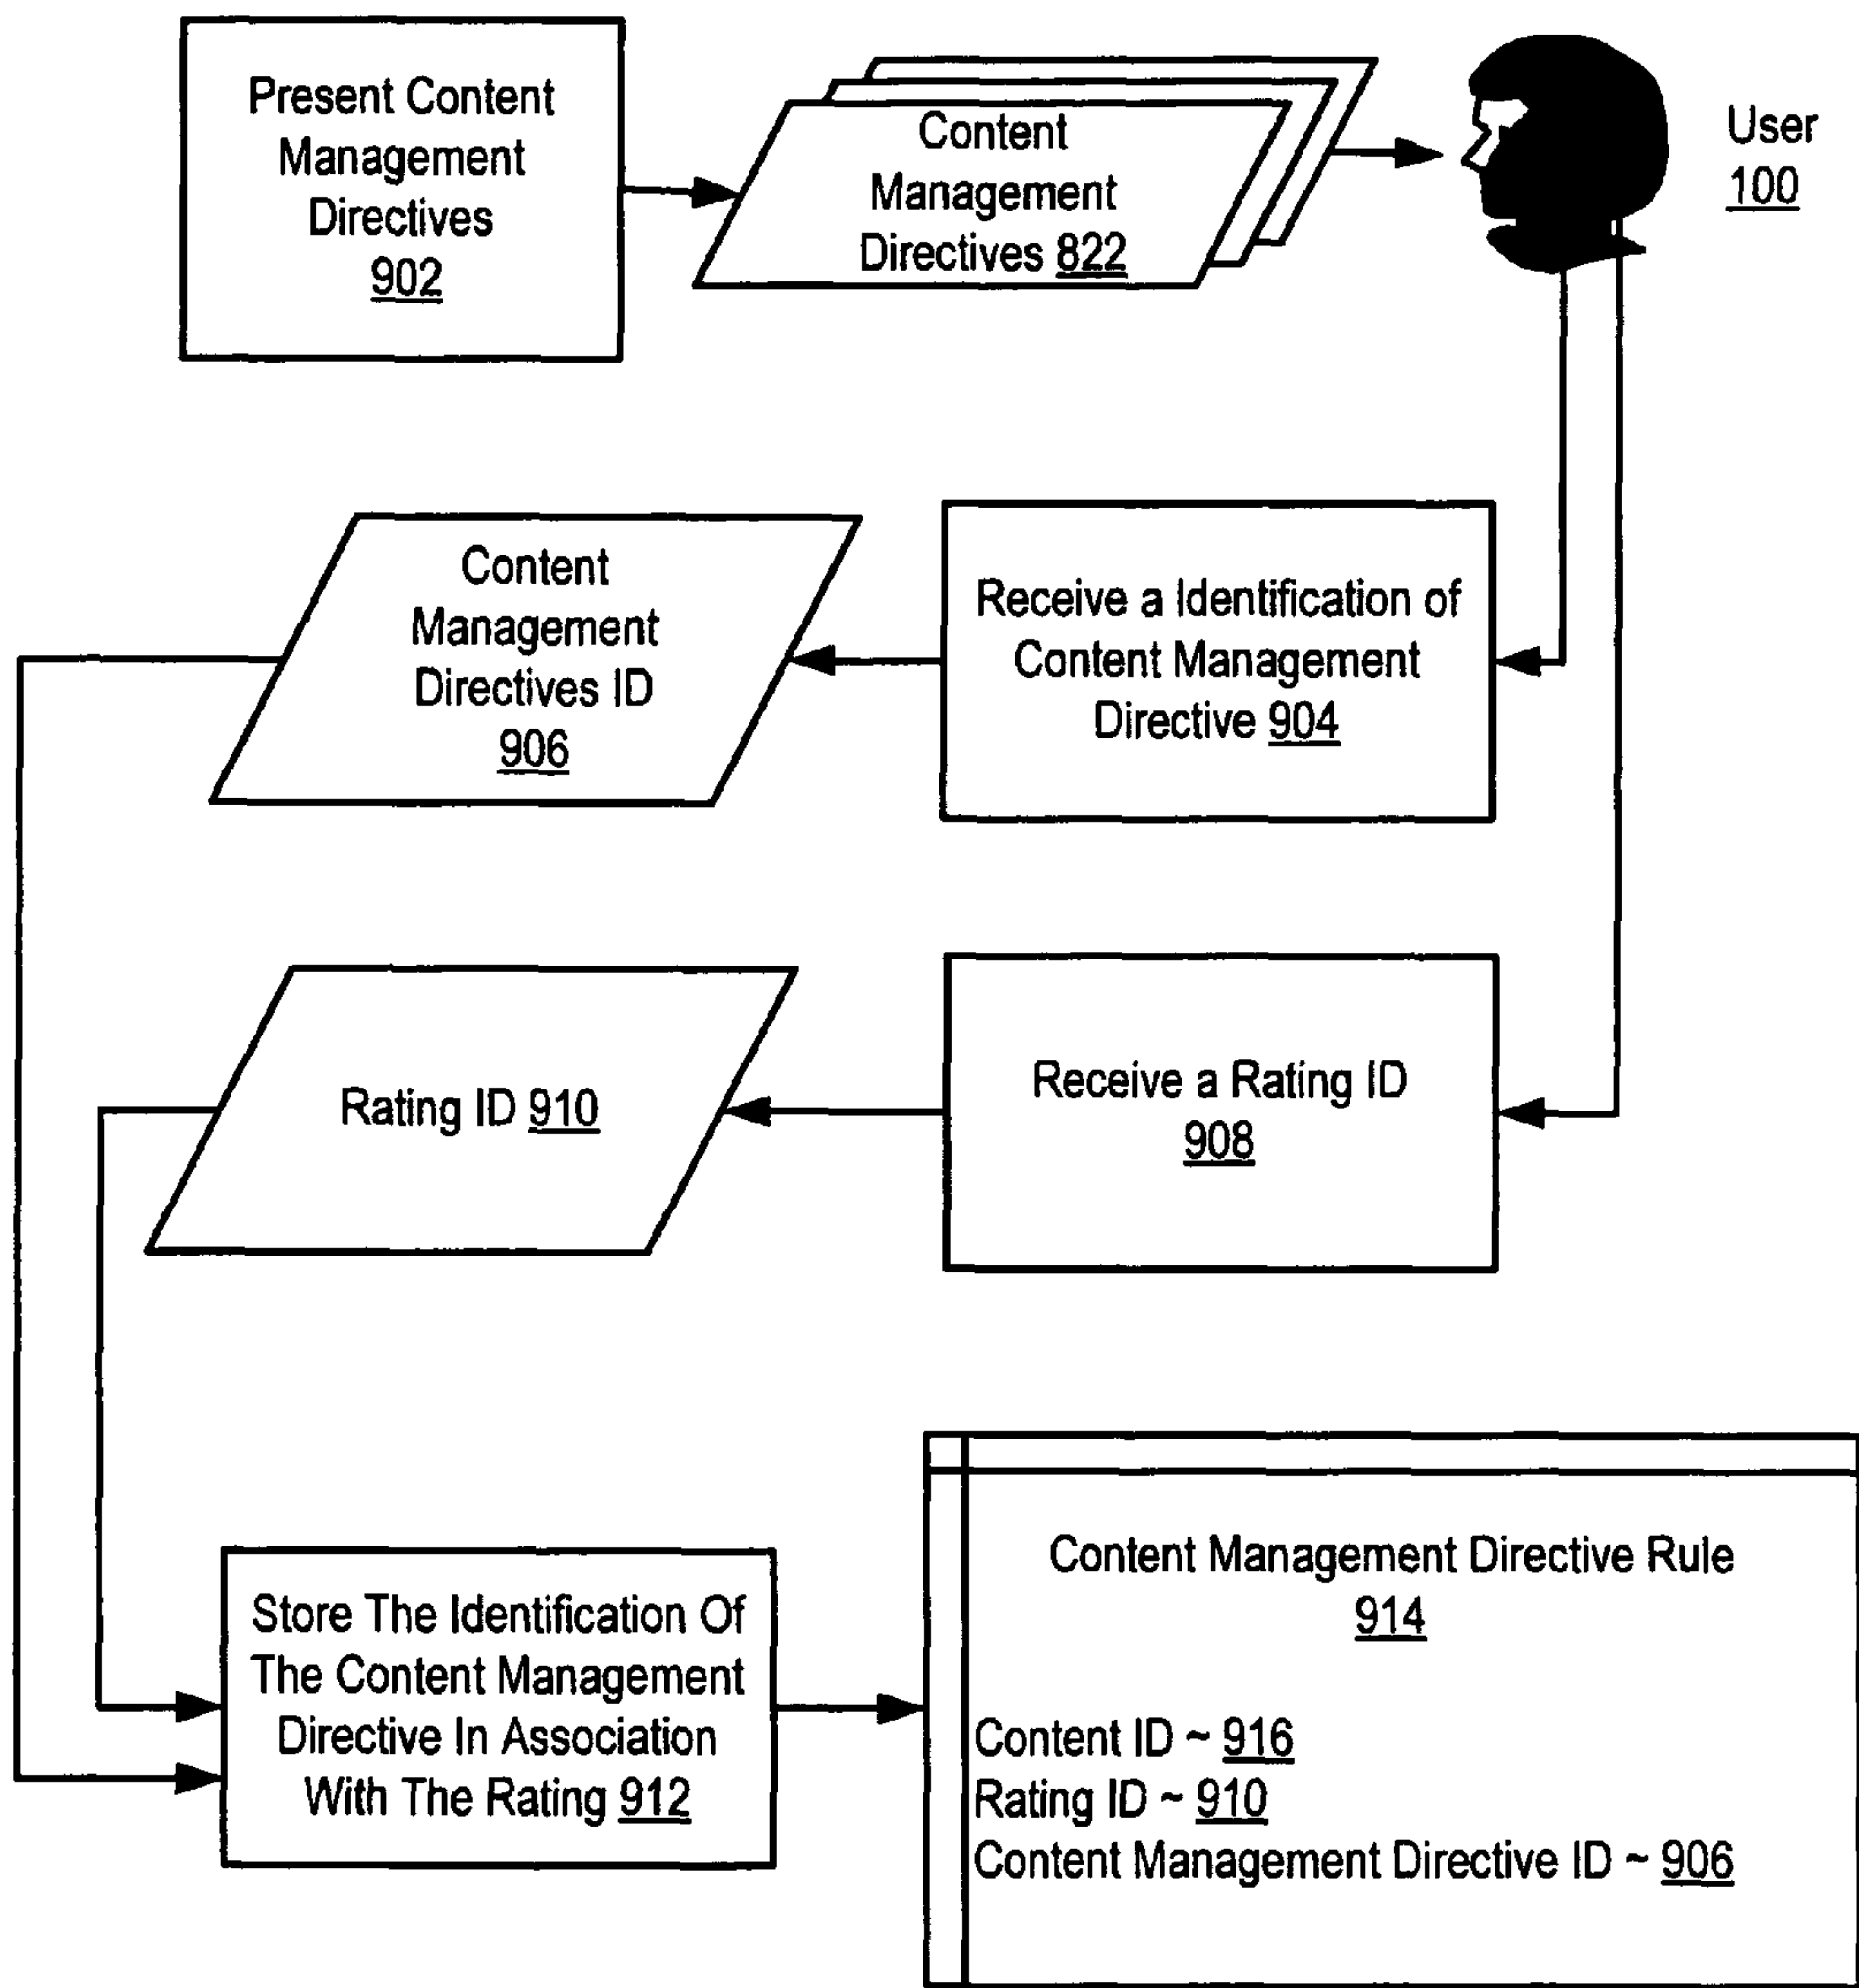 Present Content
Management
Directives
902
Content
Management
Directives 822
User
100
Content
Management
Directives ID
906
Receive a Identification of
Content Management
Directive 904
Rating ID 910
Receive a Rating ID
908
Store The Identification Of
The Content Management
Directive In Association
With The Rating 912
Content Management Directive Rule
914
Content ID ~ 916
Rating ID ~ 910
Content Management Directive ID ~ 906